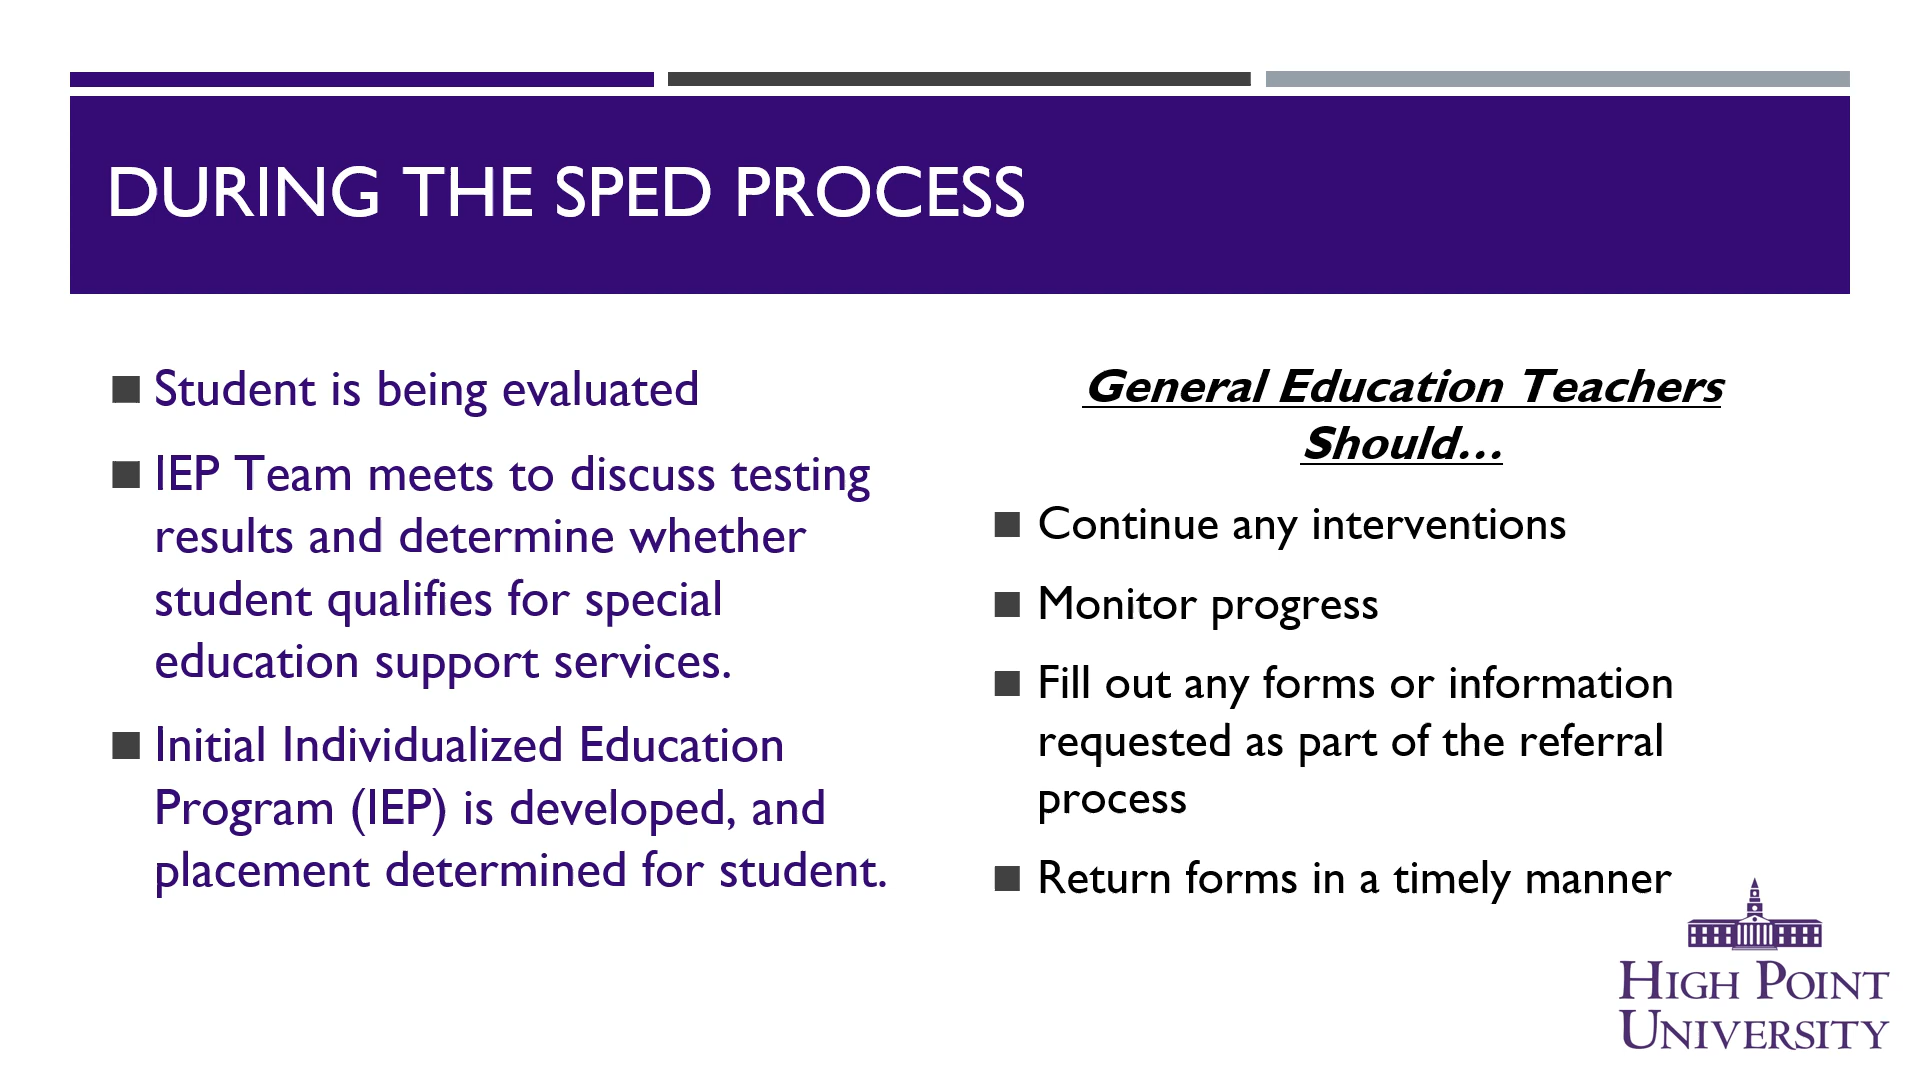 DURING THE SPED PROCESS
Student is being evaluated
IEP Team meets to discuss testing
results and determine whether
student qualifies for special
education support services.
Initial Individualized Education
Program (IEP) is developed, and
placement determined for student.
General Education Teachers
Should…
Continue any interventions
Monitor progress
Fill out any forms or information
requested as part of the referral
process
Return forms in a timely manner
HIGH POINT
UNIVERSITY